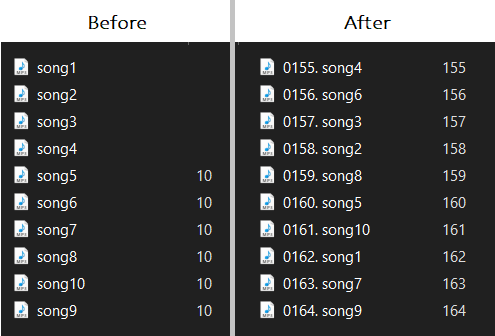 Before
song1
song2
song3
song4
song5 10
song6 10
song7 10
song8 10
song10 10
song9 10
After
0155. song4 155
0156. song6 156
0157. song3 157
0158. song2 158
0159. song8 159
0160. song5 160
0161. song10 161
0162. song1 162
0163. song7 163
0164. song9 164